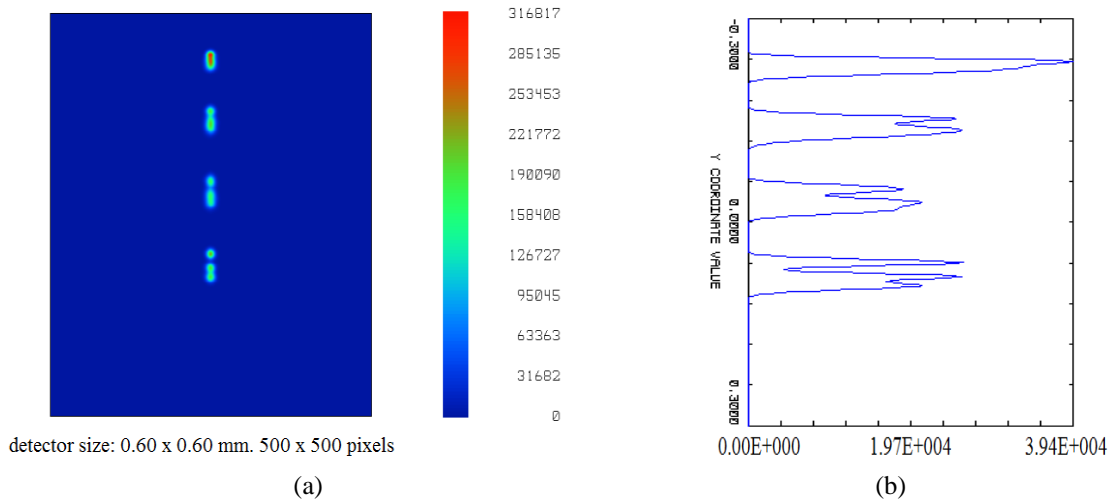 316817
285135
253453
221772
190090
158408
126727
95045
63363
31682
0
detector size: 0.60 x 0.60 mm. 500 x 500 pixels
(a)
-0.3000
0.0000
0.3000
Y COORDINATE VALUE
0.00E+000 1.97E+004 3.94E+004
(b)